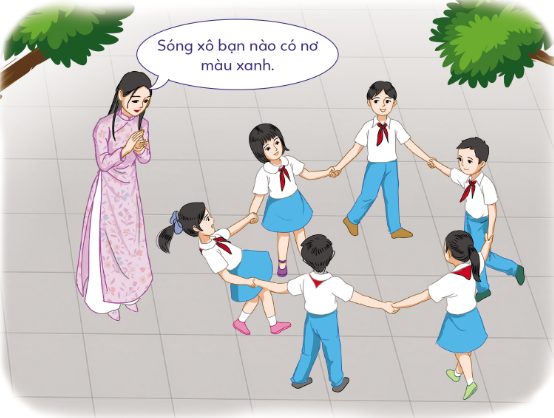 Sóng xô bạn nào có nơ
màu xanh.